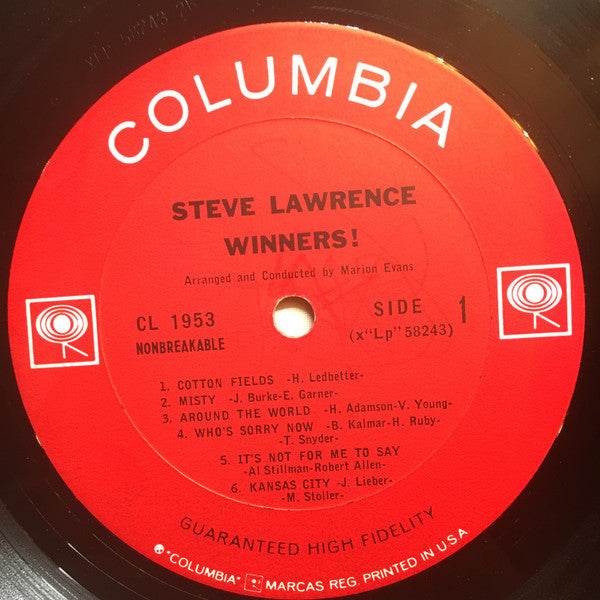 COLUMBIA
STEVE LAWRENCE
WINNERS!
Arranged and Conducted by Marion Evans
CL 1953
NONBREAKABLE
SIDE 1
(x"Lp"58243)
1. COTTON FIELDS -H. Ledbetter-
2. MISTY -J. Burke-E. Garner-
3. AROUND THE WORLD -H. Adamson-V. Young-
4. WHO'S SORRY NOW -B. Kalmar-H. Ruby-
-T. Snyder-
5. IT'S NOT FOR ME TO SAY
-Al Stillman-Robert Allen-
6. KANSAS CITY -J. Lieber-
-M. Stoller-
GUARANTEED HIGH FIDELITY
® "COLUMBIA" MARCAS REG. PRINTED IN U.S.A.